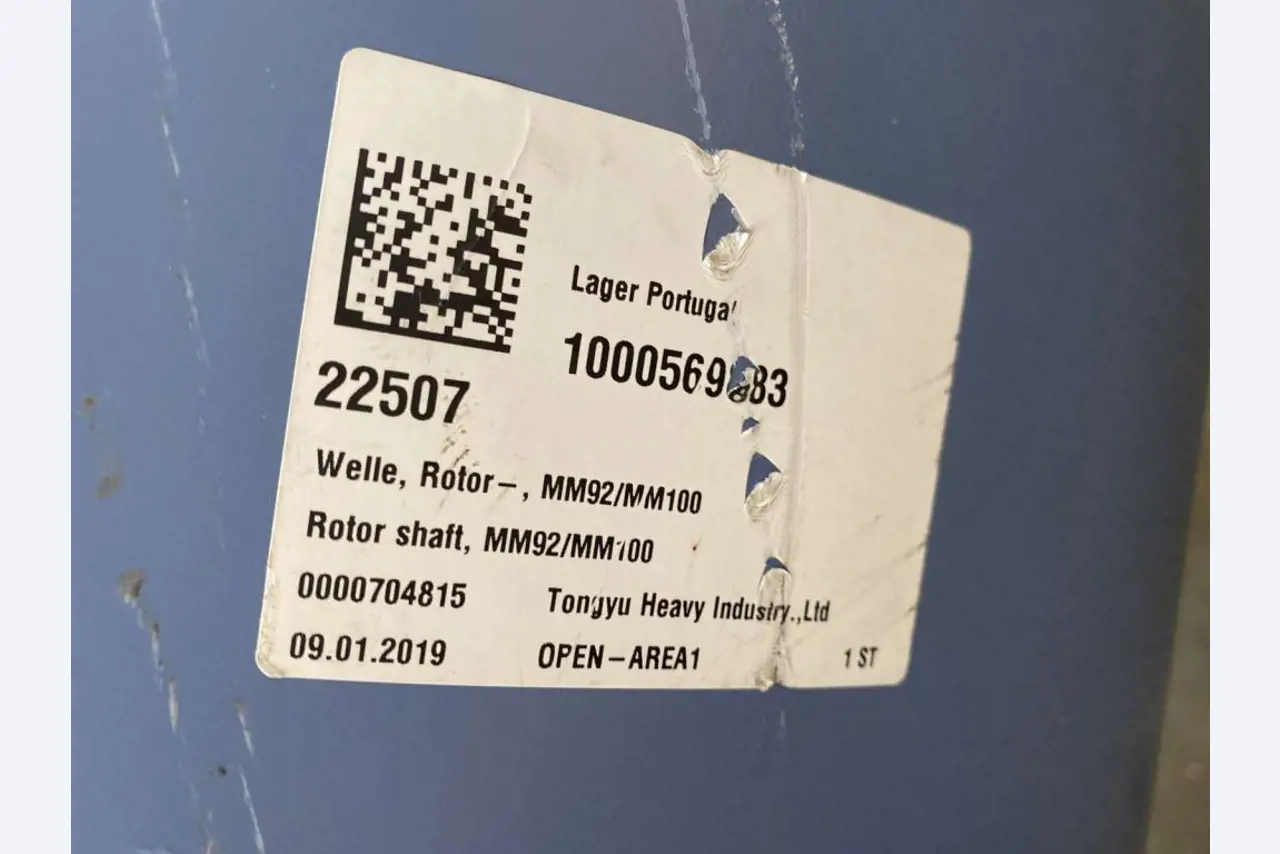 Lager Portugal
22507
Welle, Rotor–, MM92/MM100
Rotor shaft, MM92/MM100
0000704815 Tongyu Heavy Industry.,Ltd
09.01.2019 OPEN–AREA1 1 ST